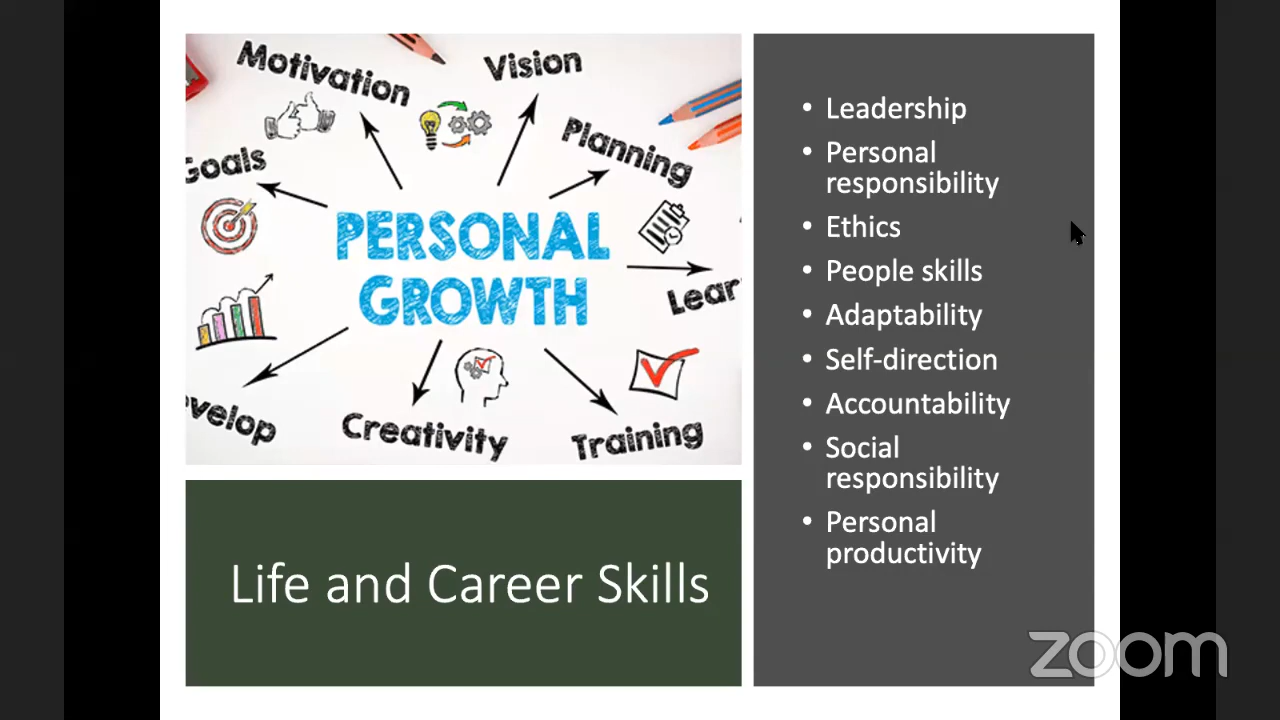 Motivation
Vision
Planning
Goals
PERSONAL
GROWTH
Lear
velop
Creativity
Training
Life and Career Skills
• Leadership
• Personal
responsibility
• Ethics
• People skills
• Adaptability
• Self-direction
• Accountability
• Social
responsibility
• Personal
productivity
zoom